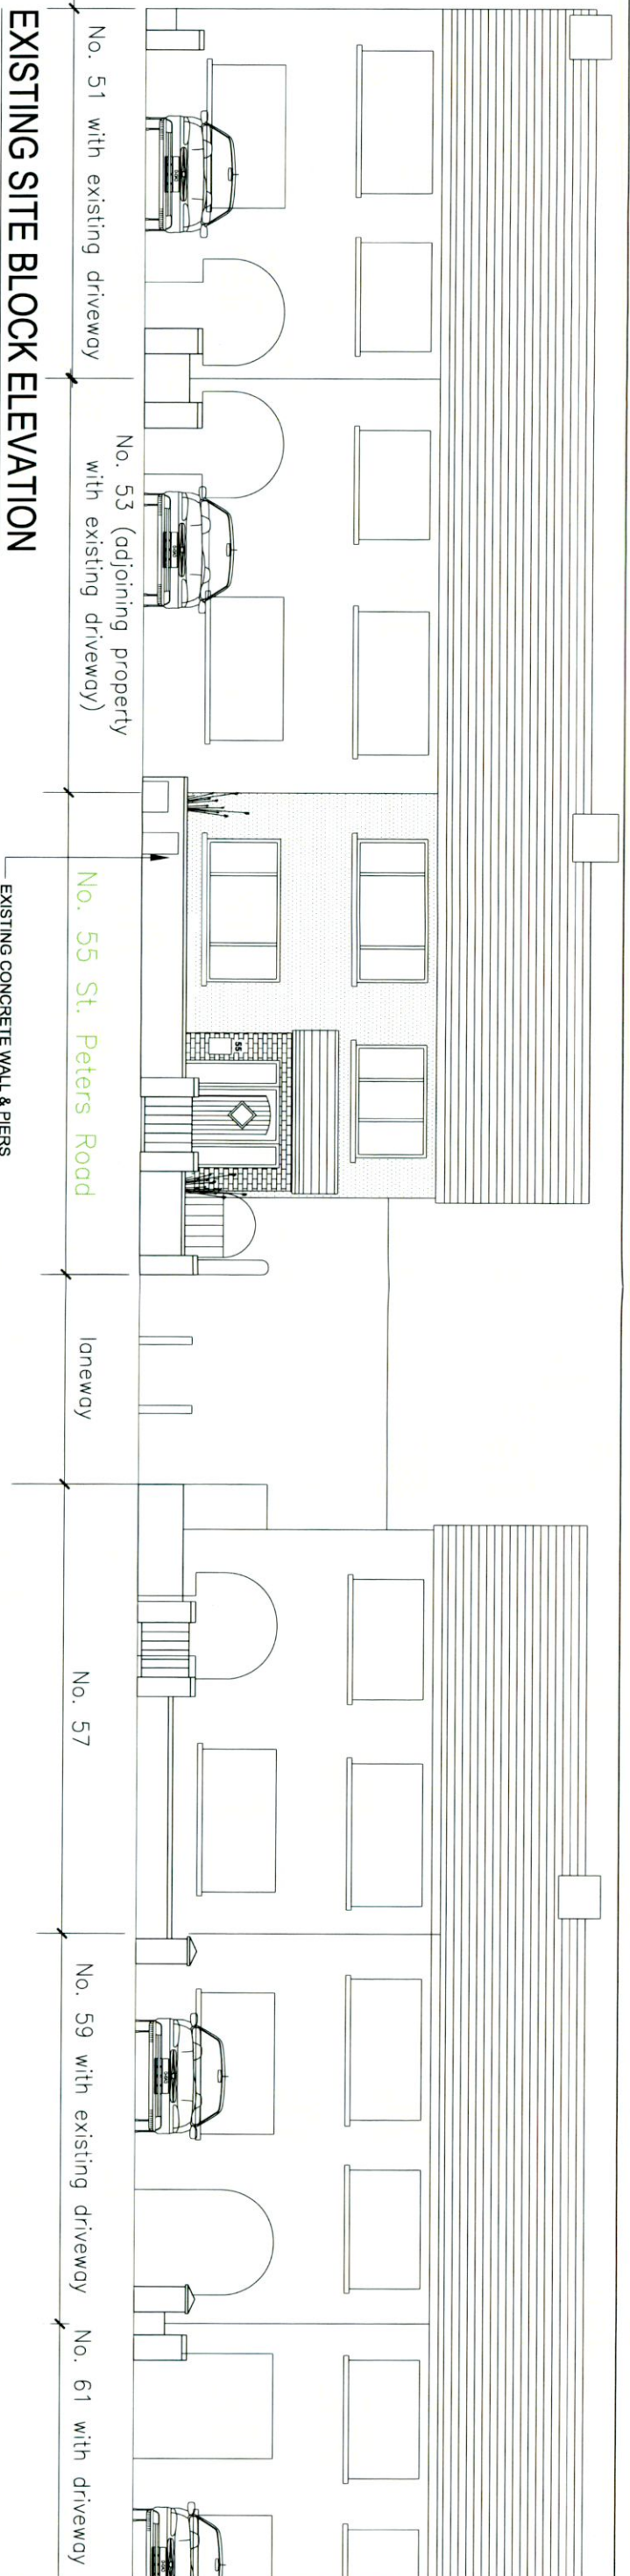 No. 51 with existing driveway
No. 53 (adjoining property
with existing driveway)
No. 55 St. Peters Road
laneway
No. 57
No. 59 with existing driveway
No. 61 with driveway
55
EXISTING CONCRETE WALL & PIERS
EXISTING SITE BLOCK ELEVATION